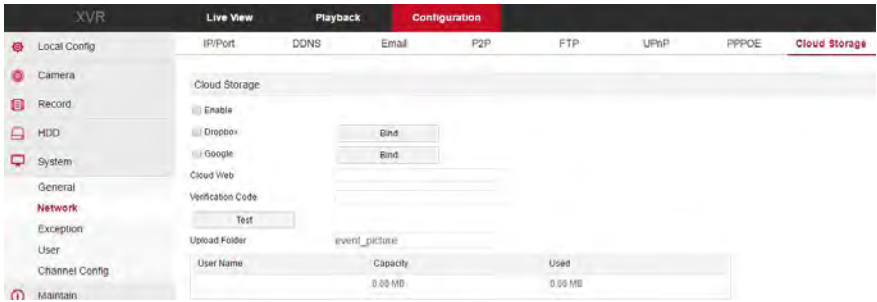 XVR Live View Playback Configuration
IP/Port DDNS Email P2P FTP UPnP PPPOE Cloud Storage
Local Config
Camera
Record
HDD
System
General
Network
Exception
User
Channel Config
Maintain
Cloud Storage
Enable
Dropbox Bind
Google Bind
Cloud Web
Verification Code
Test
Upload Folder event_picture
User Name Capacity Used
0.00 MB 0.00 MB